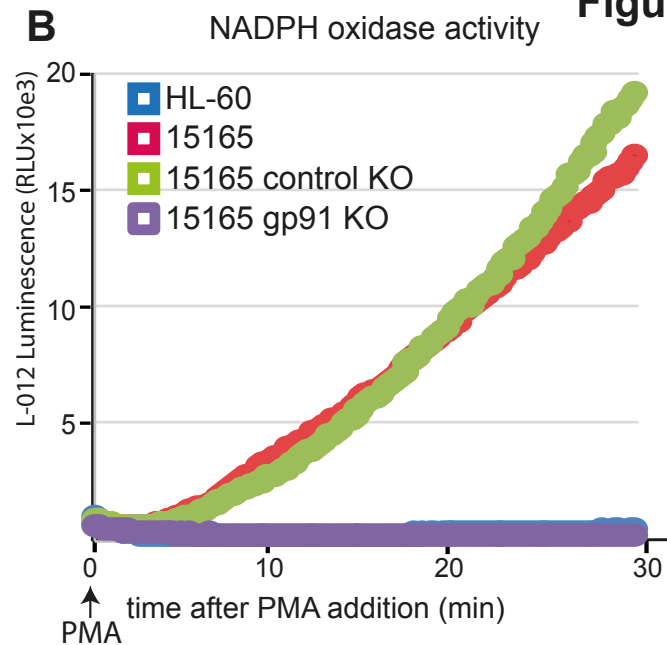 B
NADPH oxidase activity
Figu
L-012 Luminescence (RLUx10e3)
20
15
10
5
HL-60
15165
15165 control KO
15165 gp91 KO
0
10
20
30
time after PMA addition (min)
PMA